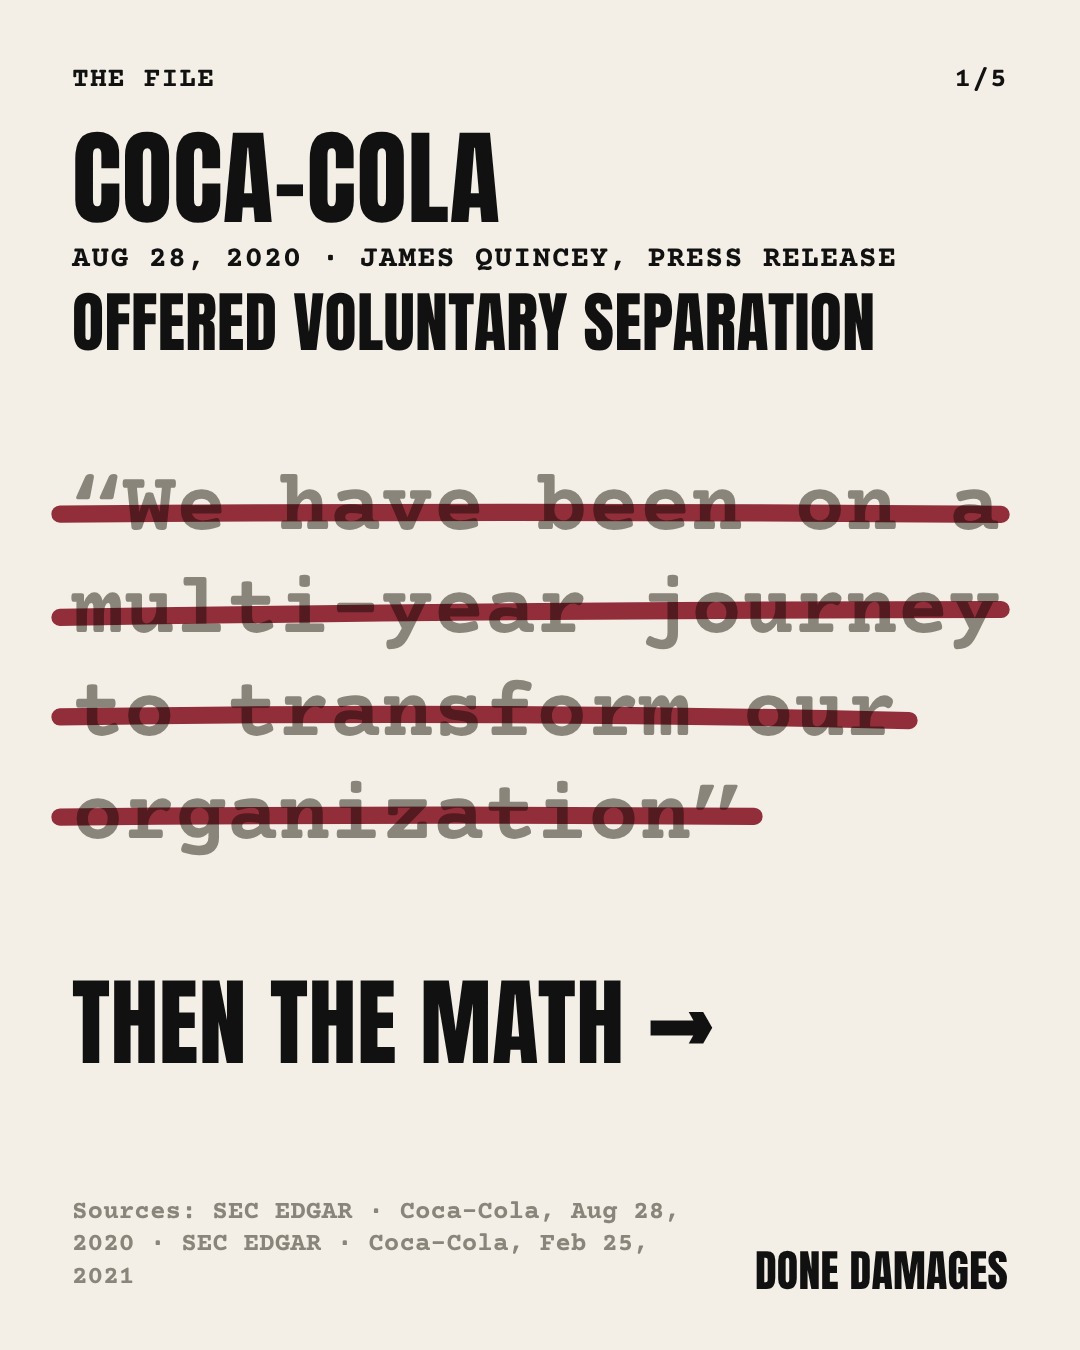 THE FILE
1/5
COCA-COLA
AUG 28, 2020 · JAMES QUINCEY, PRESS RELEASE
OFFERED VOLUNTARY SEPARATION
“We have been on a
multi-year journey
to transform our
organization”
THEN THE MATH →
Sources: SEC EDGAR · Coca-Cola, Aug 28,
2020 · SEC EDGAR · Coca-Cola, Feb 25,
2021
DONE DAMAGES